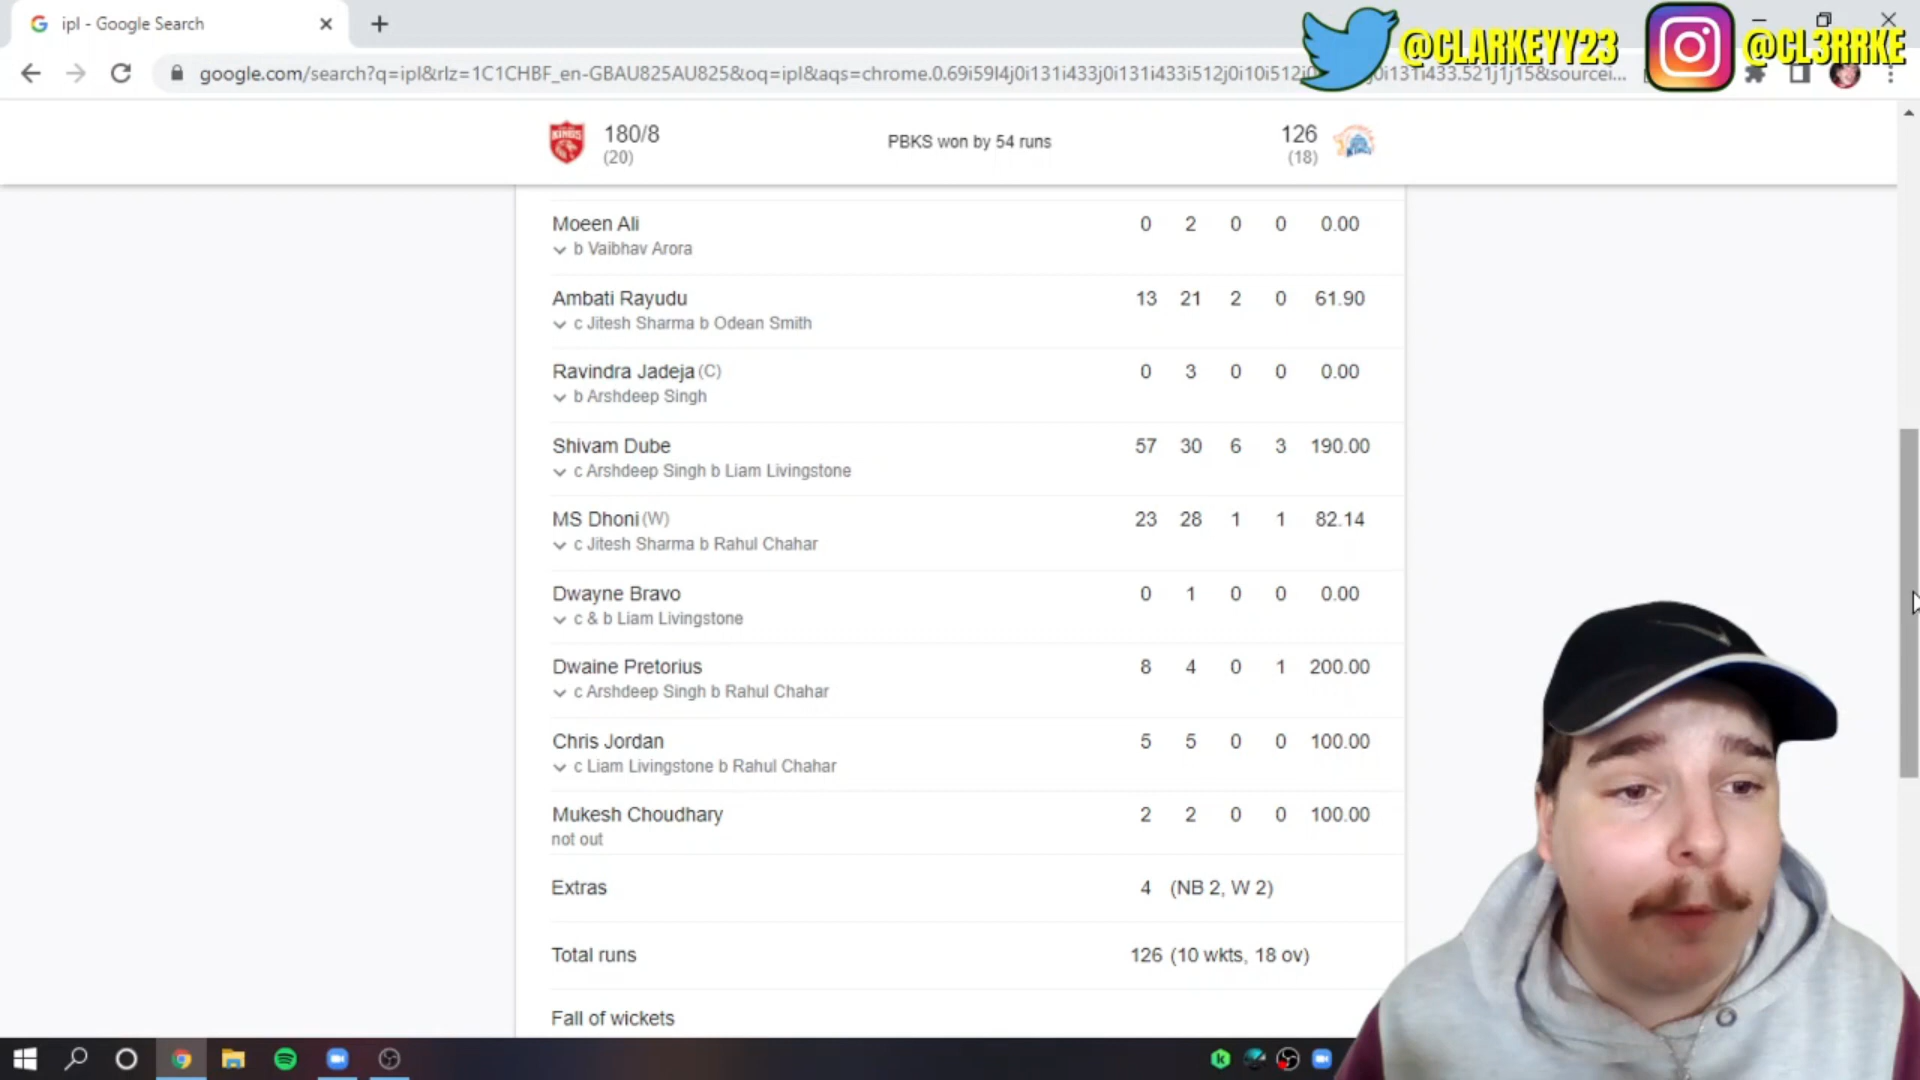 ipl - Google Search
@CLARKEYY23
@CL3RRKE
google.com/search?q=ipl&rlz=1C1CHBF_en-GBAU825AU825&oq=ipl&aqs=chrome.0.69i59l4j0i131i433j0i131i433i512j0i10i512j0 j0i131i433.521j1j15&sourcei...
KINGS
180/8
(20)
PBKS won by 54 runs
126
(18)
Moeen Ali 0 2 0 0 0.00
b Vaibhav Arora
Ambati Rayudu 13 21 2 0 61.90
c Jitesh Sharma b Odean Smith
Ravindra Jadeja (C) 0 3 0 0 0.00
b Arshdeep Singh
Shivam Dube 57 30 6 3 190.00
c Arshdeep Singh b Liam Livingstone
MS Dhoni (W) 23 28 1 1 82.14
c Jitesh Sharma b Rahul Chahar
Dwayne Bravo 0 1 0 0 0.00
c & b Liam Livingstone
Dwaine Pretorius 8 4 0 1 200.00
c Arshdeep Singh b Rahul Chahar
Chris Jordan 5 5 0 0 100.00
c Liam Livingstone b Rahul Chahar
Mukesh Choudhary 2 2 0 0 100.00
not out
Extras 4 (NB 2, W 2)
Total runs 126 (10 wkts, 18 ov)
Fall of wickets